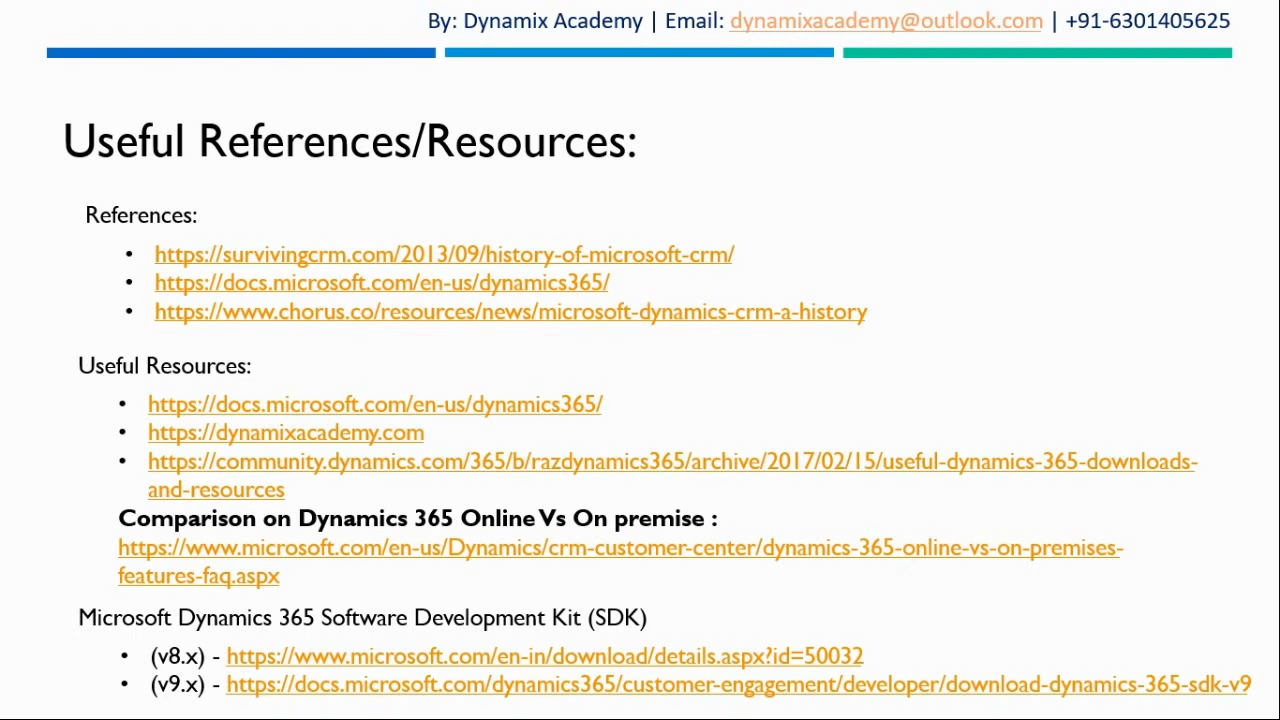 By: Dynamix Academy | Email: dynamixacademy@outlook.com | +91-6301405625
Useful References/Resources:
References:
• https://survivingcrm.com/2013/09/history-of-microsoft-crm/
• https://docs.microsoft.com/en-us/dynamics365/
• https://www.chorus.co/resources/news/microsoft-dynamics-crm-a-history
Useful Resources:
• https://docs.microsoft.com/en-us/dynamics365/
• https://dynamixacademy.com
• https://community.dynamics.com/365/b/razdynamics365/archive/2017/02/15/useful-dynamics-365-downloads-
and-resources
Comparison on Dynamics 365 Online Vs On premise :
https://www.microsoft.com/en-us/Dynamics/crm-customer-center/dynamics-365-online-vs-on-premises-
features-faq.aspx
Microsoft Dynamics 365 Software Development Kit (SDK)
• (v8.x) - https://www.microsoft.com/en-in/download/details.aspx?id=50032
• (v9.x) - https://docs.microsoft.com/dynamics365/customer-engagement/developer/download-dynamics-365-sdk-v9